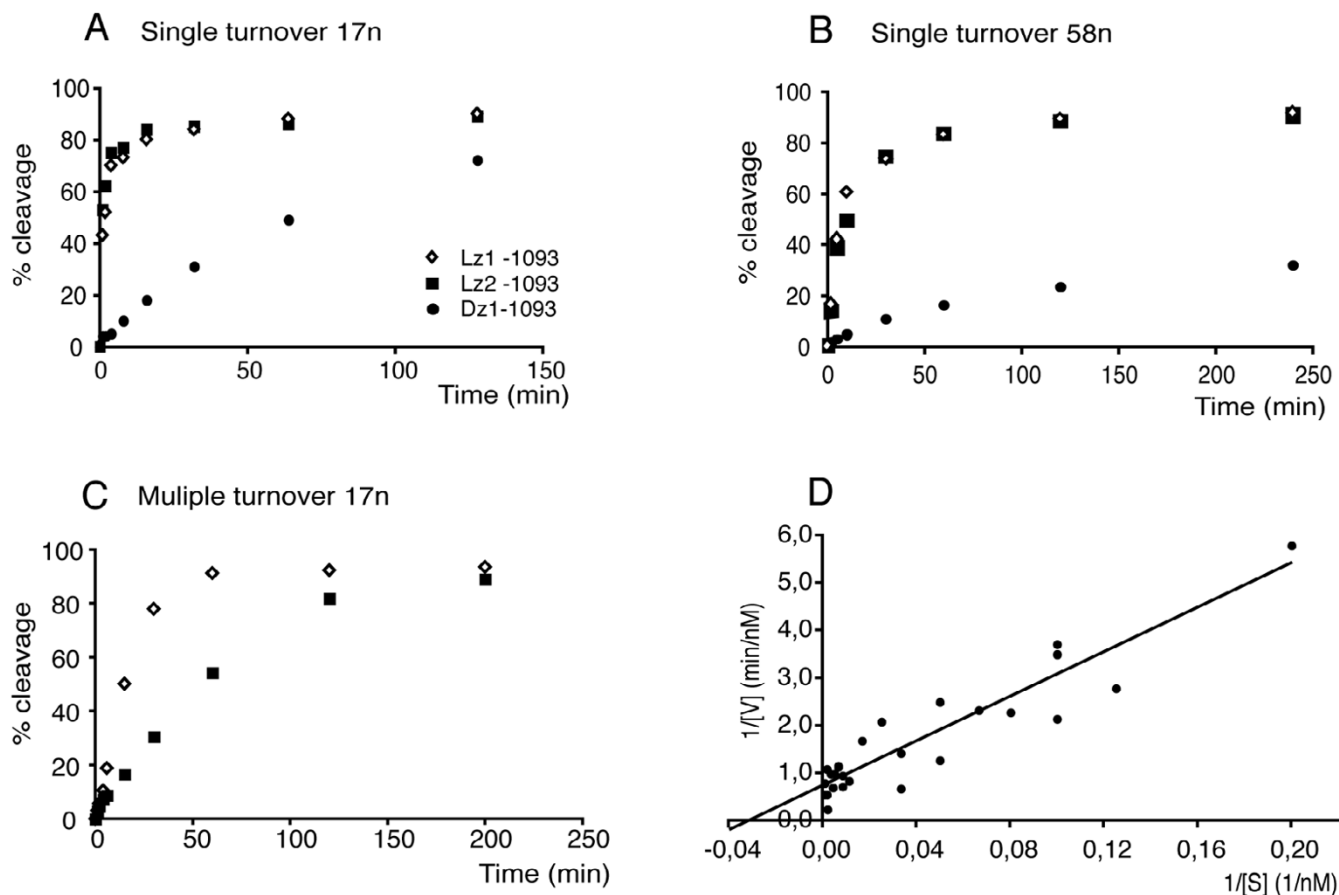 A Single turnover 17n
100
80
60
40
20
0
% cleavage
0 50 100 150
Time (min)
Lz1 -1093
Lz2 -1093
Dz1-1093
B Single turnover 58n
100
80
60
40
20
0
% cleavage
0 50 100 150 200 250
Time (min)
C Muliple turnover 17n
100
80
60
40
20
0
% cleavage
0 50 100 150 200
Time (min)
D
6,0
5,0
4,0
3,0
2,0
1,0
0,0
1/[V] (min/nM)
-0,04 0,00 0,04 0,08 0,12 0,16 0,20
1/[S] (1/nM)